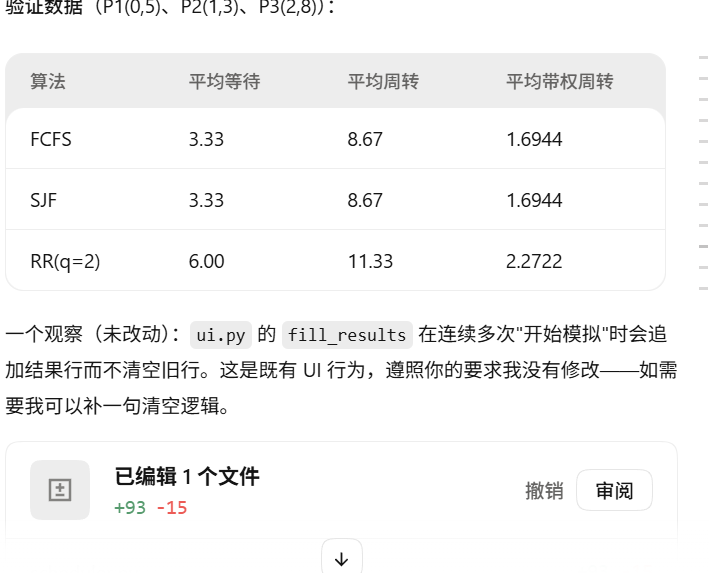 验证数据（P1(0,5)、P2(1,3)、P3(2,8)）：
算法 平均等待 平均周转 平均带权周转
FCFS 3.33 8.67 1.6944
SJF 3.33 8.67 1.6944
RR(q=2) 6.00 11.33 2.2722
一个观察（未改动）：ui.py 的 fill_results 在连续多次"开始模拟"时会追
加结果行而不清空旧行。这是既有 UI 行为，遵照你的要求我没有修改——如需
要我可以补一句清空逻辑。
已编辑 1 个文件
+93 -15
撤销 审阅